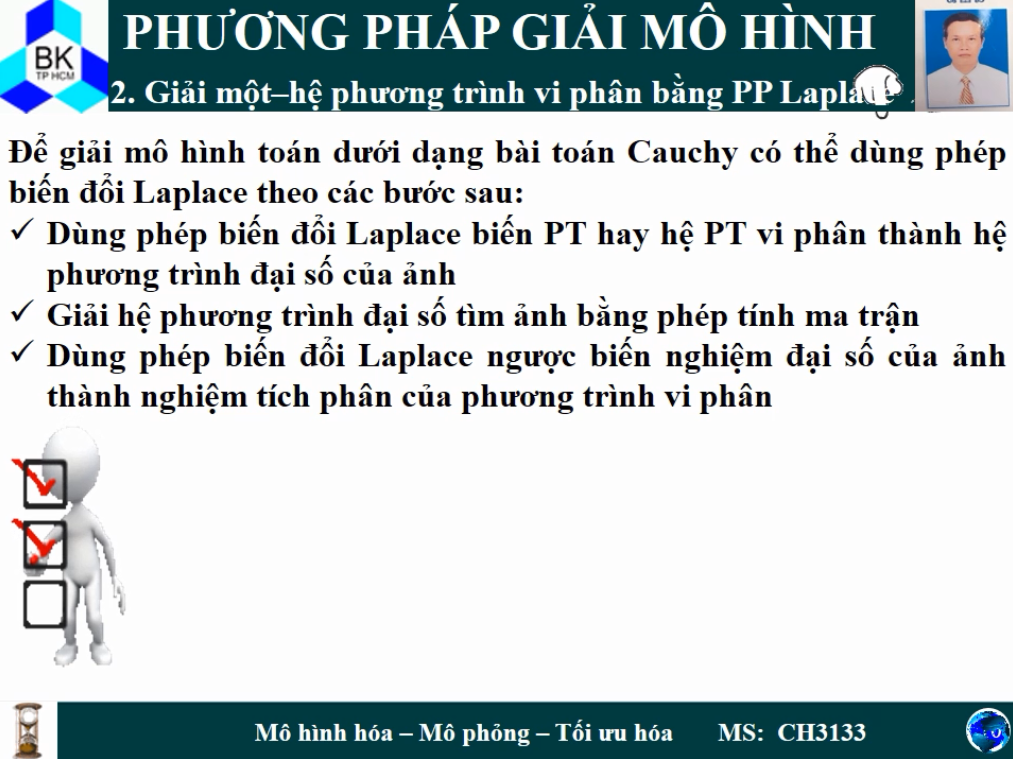 BK
TP HCM
PHƯƠNG PHÁP GIẢI MÔ HÌNH
2. Giải một–hệ phương trình vi phân bằng PP Laplace
Để giải mô hình toán dưới dạng bài toán Cauchy có thể dùng phép
biến đổi Laplace theo các bước sau:
✓ Dùng phép biến đổi Laplace biến PT hay hệ PT vi phân thành hệ
phương trình đại số của ảnh
✓ Giải hệ phương trình đại số tìm ảnh bằng phép tính ma trận
✓ Dùng phép biến đổi Laplace ngược biến nghiệm đại số của ảnh
thành nghiệm tích phân của phương trình vi phân
Mô hình hóa – Mô phỏng – Tối ưu hóa MS: CH3133